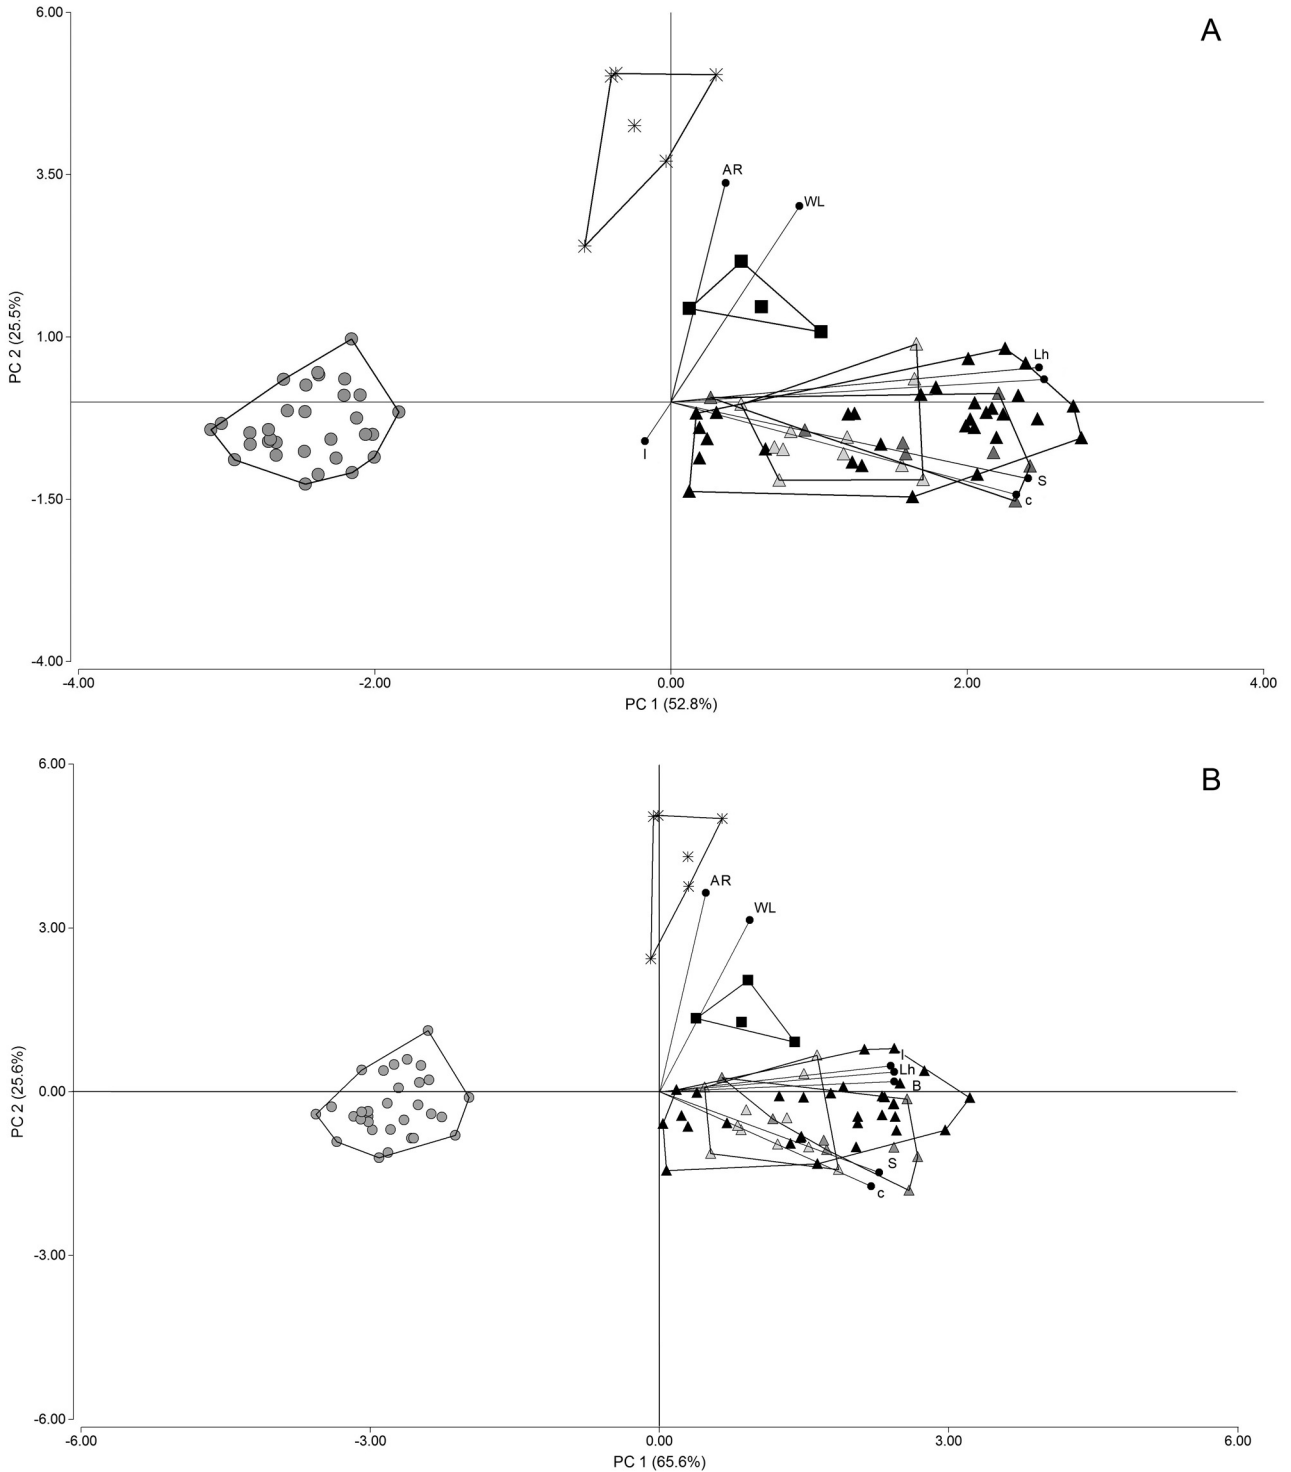 A
6.00
3.50
1.00
-1.50
-4.00
PC 2 (25.5%)
AR
WL
Lh
l
S
c
-4.00
-2.00
0.00
2.00
4.00
PC 1 (52.8%)
B
6.00
3.00
0.00
-3.00
-6.00
PC 2 (25.6%)
AR
WL
l
Lh
B
S
c
-6.00
-3.00
0.00
3.00
6.00
PC 1 (65.6%)